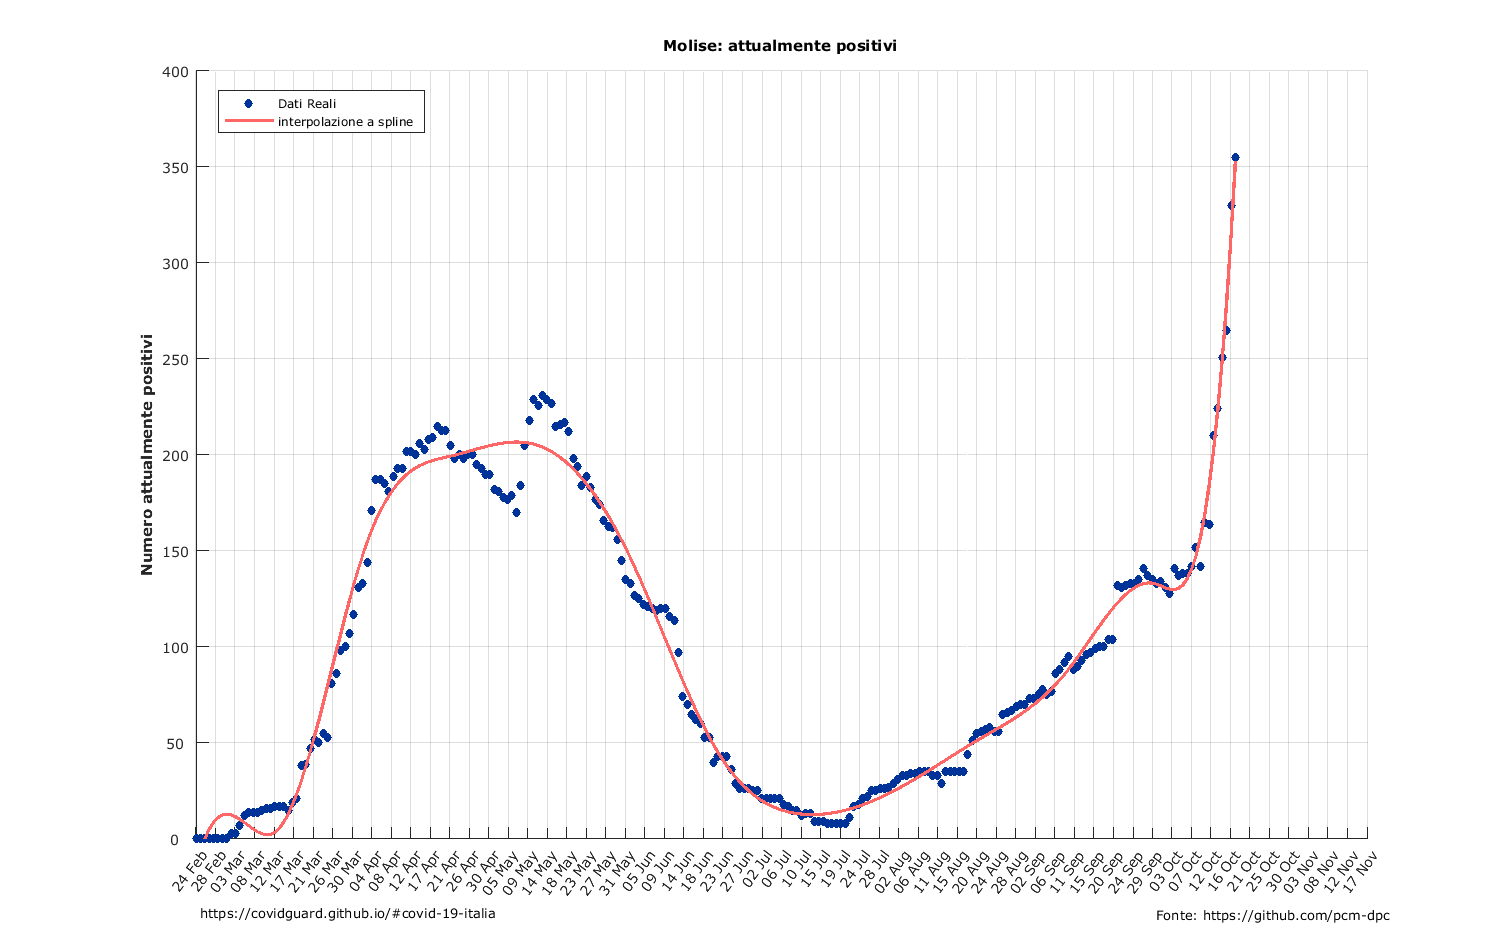 Molise: attualmente positivi
400
350
300
250
200
150
100
50
0
Numero attualmente positivi
Dati Reali
interpolazione a spline
24 Feb
28 Feb
03 Mar
08 Mar
12 Mar
17 Mar
21 Mar
26 Mar
30 Mar
04 Apr
08 Apr
12 Apr
17 Apr
21 Apr
26 Apr
30 Apr
05 May
09 May
14 May
18 May
23 May
27 May
31 May
05 Jun
09 Jun
14 Jun
18 Jun
23 Jun
27 Jun
02 Jul
06 Jul
10 Jul
15 Jul
19 Jul
24 Jul
28 Jul
02 Aug
06 Aug
11 Aug
15 Aug
20 Aug
24 Aug
28 Aug
02 Sep
06 Sep
11 Sep
15 Sep
20 Sep
24 Sep
29 Sep
03 Oct
07 Oct
12 Oct
16 Oct
21 Oct
25 Oct
30 Oct
03 Nov
08 Nov
12 Nov
17 Nov
https://covidguard.github.io/#covid-19-italia
Fonte: https://github.com/pcm-dpc